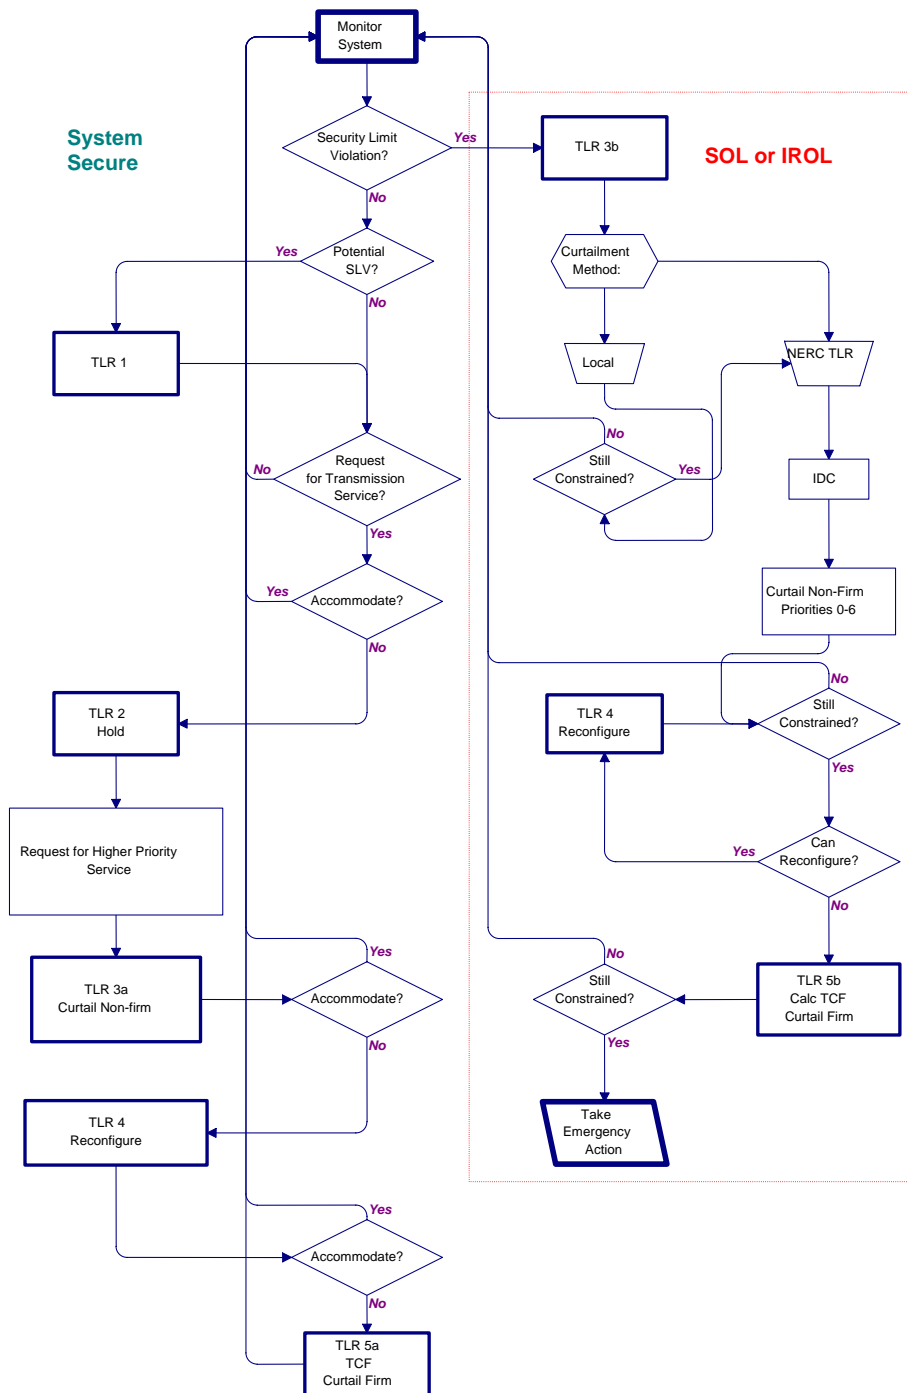 Monitor
System
System
Secure
Security Limit
Violation?
Yes
TLR 3b
SOL or IROL
No
Potential
SLV?
Yes
No
Curtailment
Method:
TLR 1
Local
NERC TLR
Request
for Transmission
Service?
No
Yes
No
Still
Constrained?
Yes
IDC
Accommodate?
Yes
No
Curtail Non-Firm
Priorities 0-6
TLR 2
Hold
No
TLR 4
Reconfigure
Still
Constrained?
Yes
Request for Higher Priority
Service
Can
Reconfigure?
Yes
No
TLR 3a
Curtail Non-firm
Yes
Accommodate?
No
No
Still
Constrained?
Yes
TLR 5b
Calc TCF
Curtail Firm
TLR 4
Reconfigure
Take
Emergency
Action
Yes
Accommodate?
No
TLR 5a
TCF
Curtail Firm